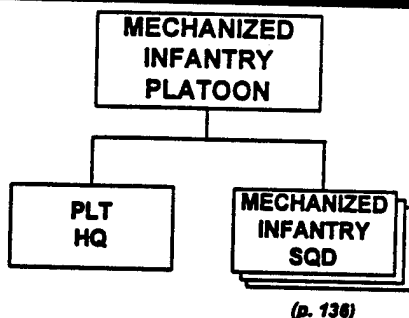 MECHANIZED
INFANTRY
PLATOON
PLT
HQ
MECHANIZED
INFANTRY
SQD
(p. 136)